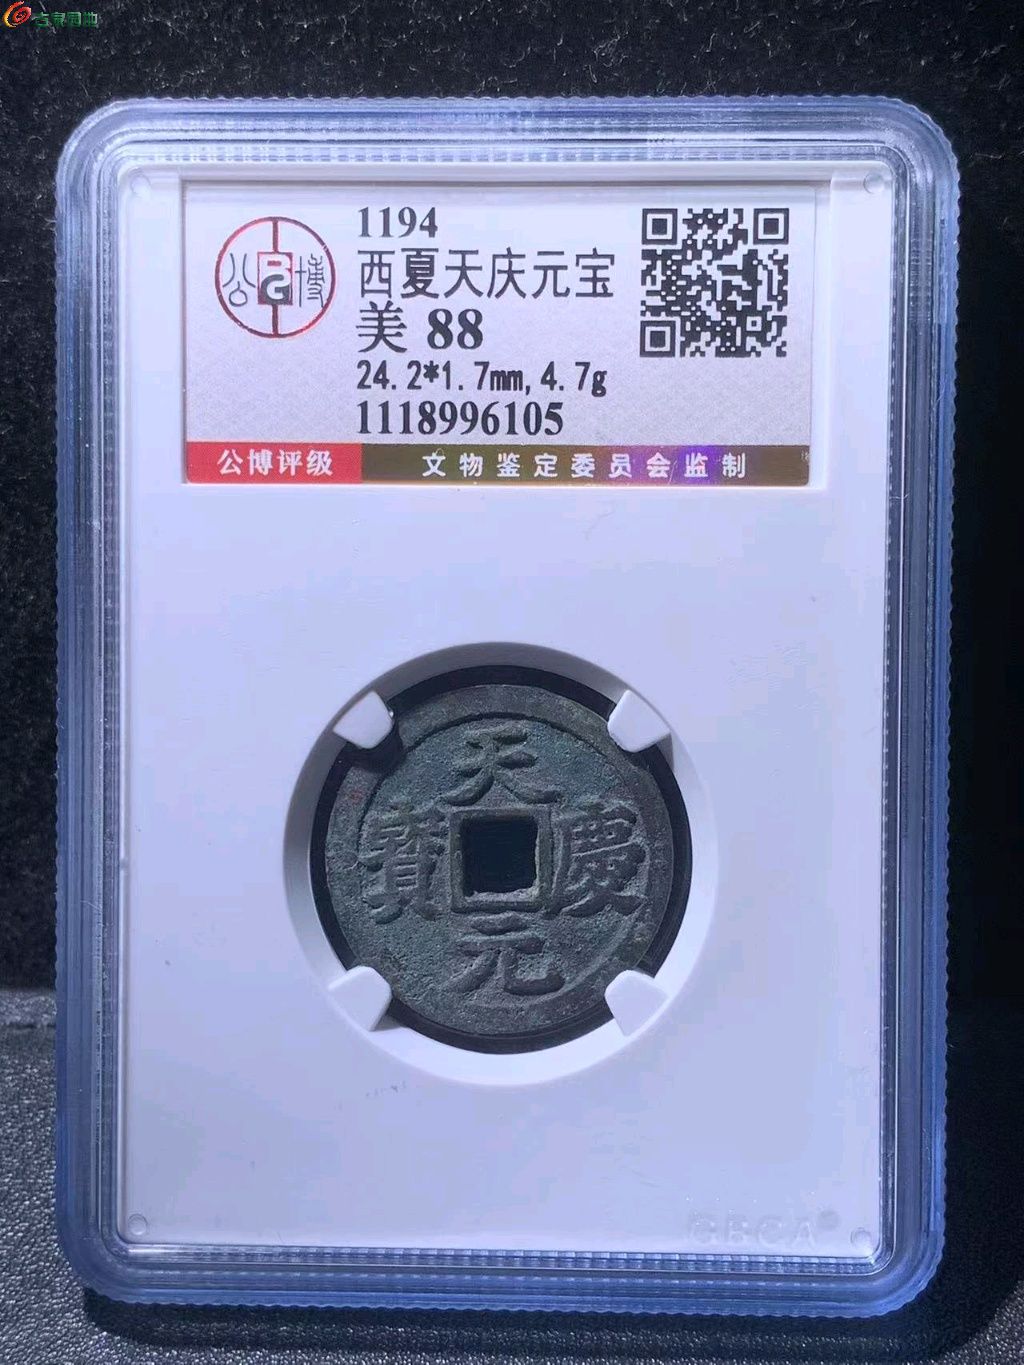 古泉园地
公博
1194
西夏天庆元宝
美 88
24.2*1.7mm,4.7g
1118996105
公博评级 文物鉴定委员会监制
天
寶 慶
元
GBCA